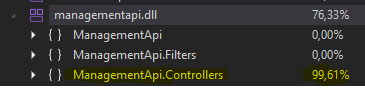 managementapi.dll 76,33%
{ } ManagementApi 0,00%
{ } ManagementApi.Filters 0,00%
{ } ManagementApi.Controllers 99,61%